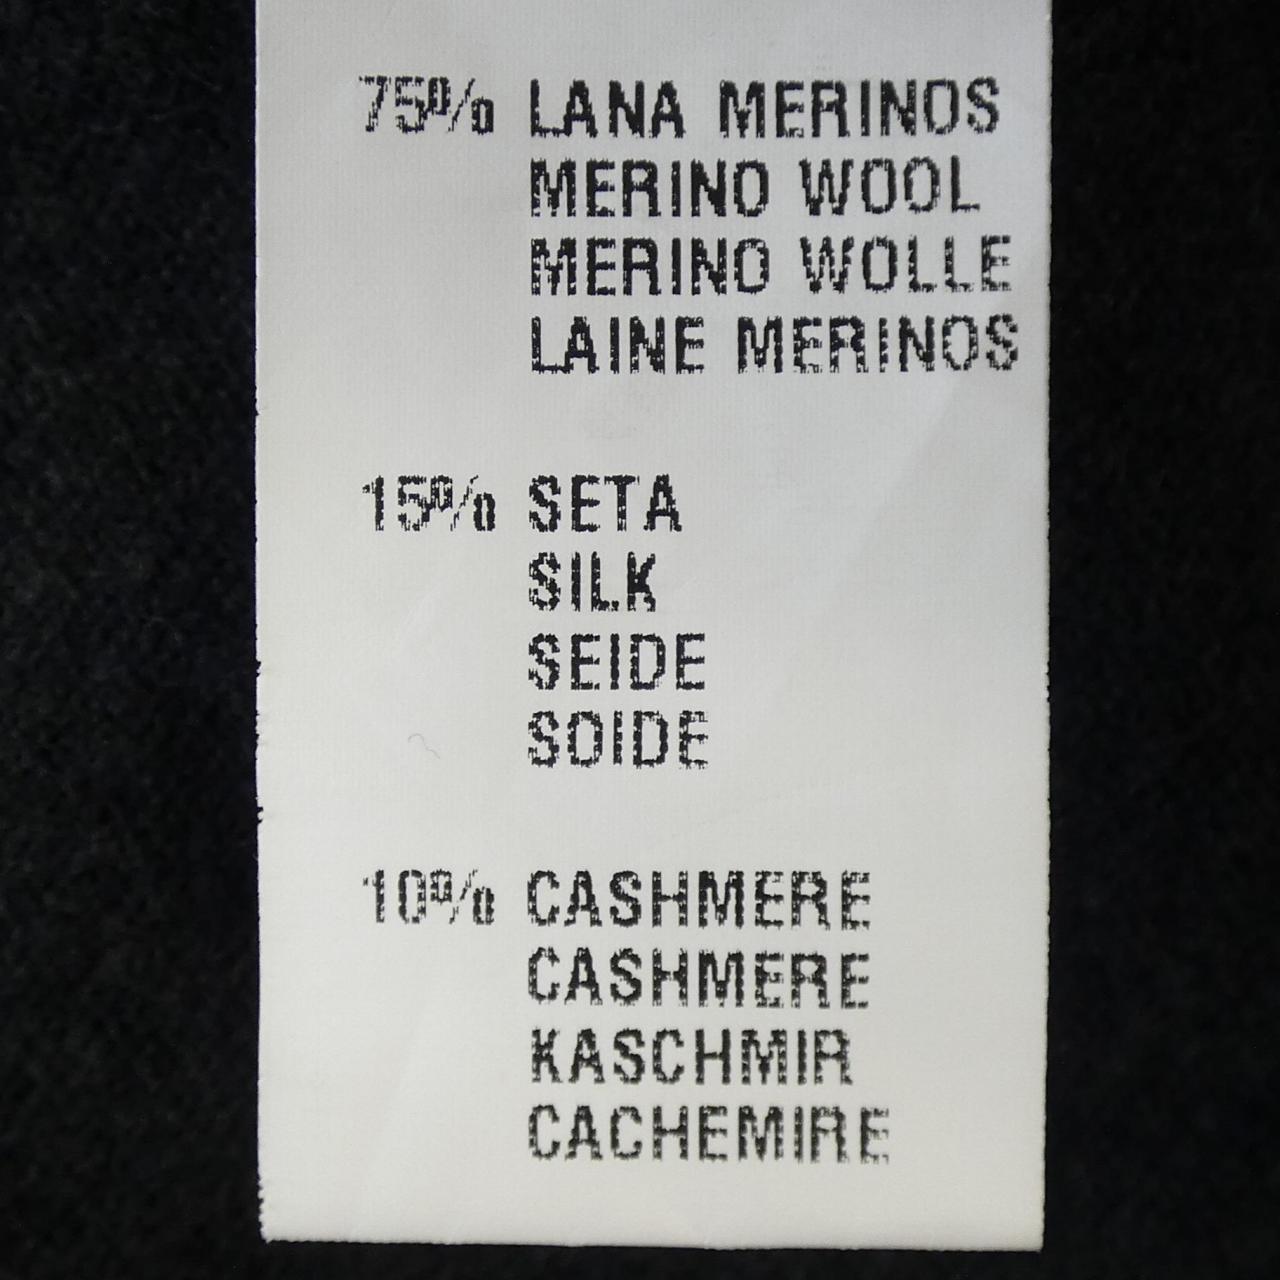 75% LANA MERINOS
MERINO WOOL
MERINO WOLLE
LAINE MERINOS
15% SETA
SILK
SEIDE
SOIDE
10% CASHMERE
CASHMERE
KASCHMIR
CACHEMIRE